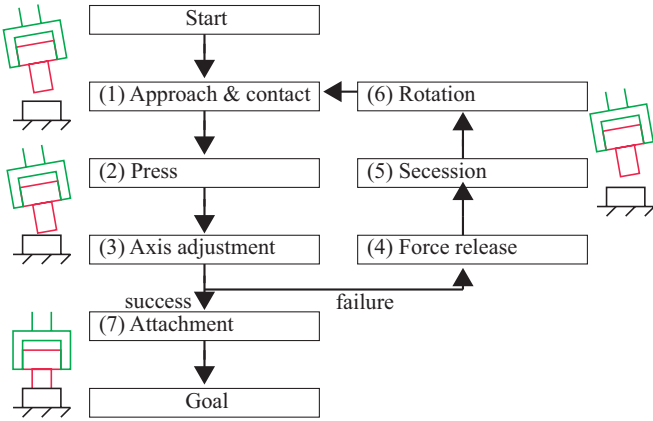 Start
(1) Approach & contact
(6) Rotation
(2) Press
(5) Secession
(3) Axis adjustment
(4) Force release
success
failure
(7) Attachment
Goal